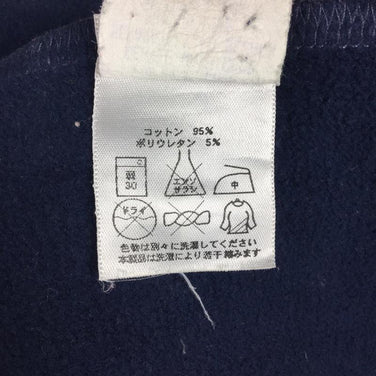 コットン 95%
ポリウレタン 5%
弱
30
エンソ
サラシ
中
ドライ
色物は別々に洗濯してください
本製品は洗濯により若干縮みます